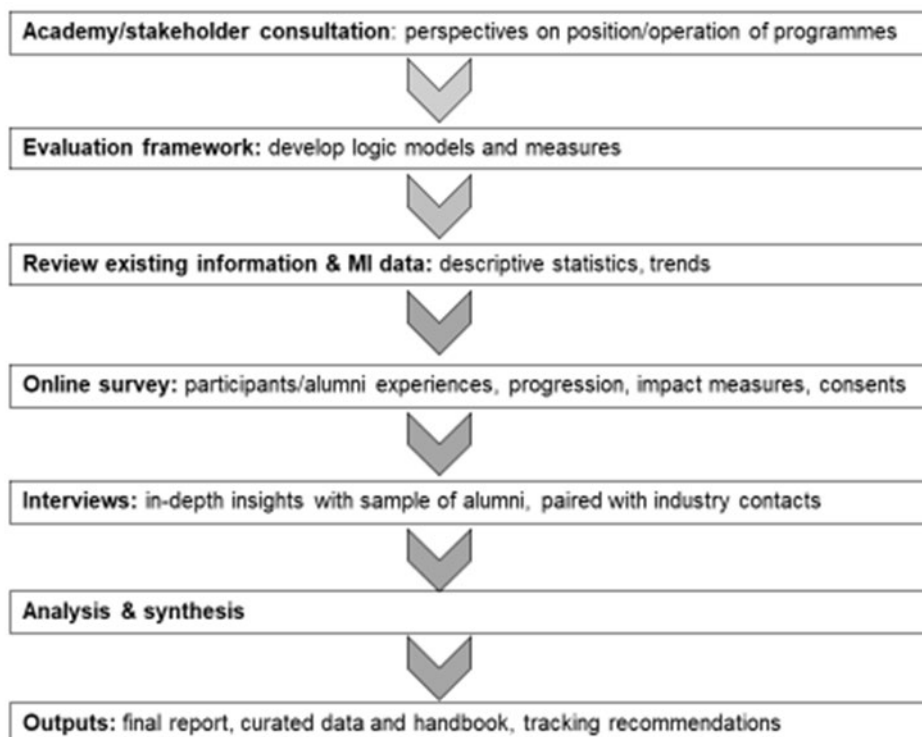 Academy/stakeholder consultation: perspectives on position/operation of programmes
Evaluation framework: develop logic models and measures
Review existing information & MI data: descriptive statistics, trends
Online survey: participants/alumni experiences, progression, impact measures, consents
Interviews: in-depth insights with sample of alumni, paired with industry contacts
Analysis & synthesis
Outputs: final report, curated data and handbook, tracking recommendations